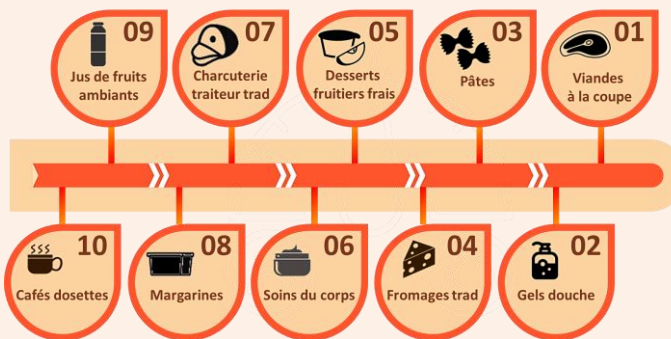 09
Jus de fruits
ambiants
07
Charcuterie
traiteur trad
05
Desserts
fruitiers frais
03
Pâtes
01
Viandes
à la coupe
10
Cafés dosettes
08
Margarines
06
Soins du corps
04
Fromages trad
02
Gels douche